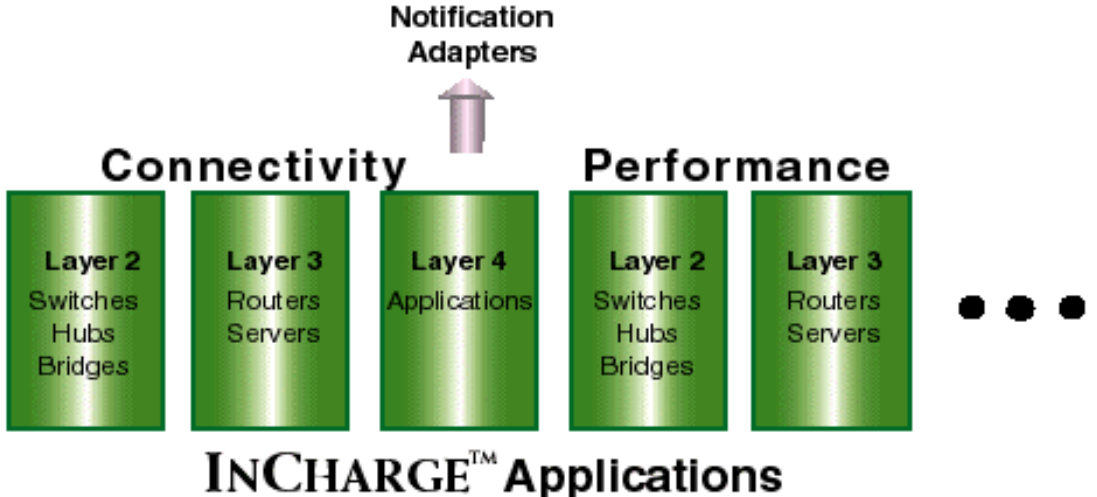 Notification
Adapters
Connectivity
Performance
Layer 2
Switches
Hubs
Bridges
Layer 3
Routers
Servers
Layer 4
Applications
Layer 2
Switches
Hubs
Bridges
Layer 3
Routers
Servers
INCHARGE™ Applications